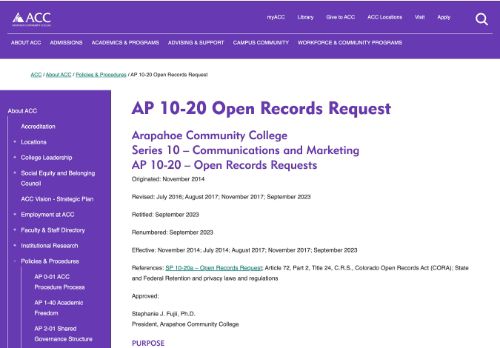 ACC
ARAPAHOE COMMUNITY COLLEGE
myACC Library Give to ACC ACC Locations Visit Apply
ABOUT ACC ADMISSIONS ACADEMICS & PROGRAMS ADVISING & SUPPORT CAMPUS COMMUNITY WORKFORCE & COMMUNITY PROGRAMS
ACC / About ACC / Policies & Procedures / AP 10-20 Open Records Request
About ACC
Accreditation
Locations
College Leadership
Social Equity and Belonging
Council
ACC Vision - Strategic Plan
Employment at ACC
Faculty & Staff Directory
Institutional Research
Policies & Procedures
AP 0-01 ACC
Procedure Process
AP 1-40 Academic
Freedom
AP 2-01 Shared
Governance Structure
AP 10-20 Open Records Request
Arapahoe Community College
Series 10 – Communications and Marketing
AP 10-20 – Open Records Requests
Originated: November 2014
Revised: July 2016; August 2017; November 2017; September 2023
Retitled: September 2023
Renumbered: September 2023
Effective: November 2014; July 2014; August 2017; November 2017; September 2023
References: SP 10-20a – Open Records Request; Article 72, Part 2, Title 24, C.R.S., Colorado Open Records Act (CORA); State
and Federal Retention and privacy laws and regulations
Approved:
Stephanie J. Fujii, Ph.D.
President, Arapahoe Community College
PURPOSE